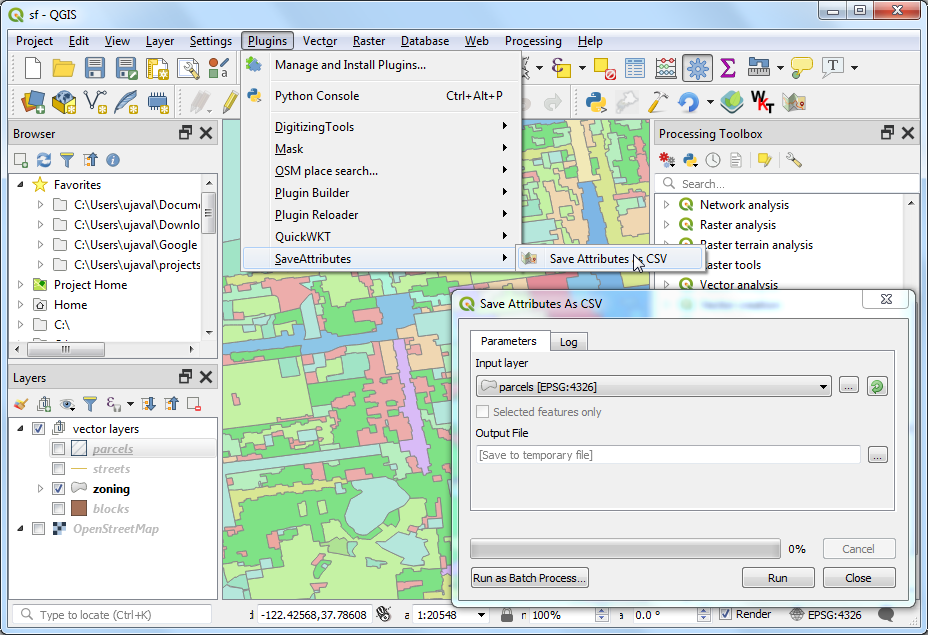 sf - QGIS
Project Edit View Layer Settings Plugins Vector Raster Database Web Processing Help
Manage and Install Plugins...
Python Console Ctrl+Alt+P
DigitizingTools
Mask
OSM place search...
Plugin Builder
Plugin Reloader
QuickWKT
SaveAttributes
Save Attributes As CSV
Browser
Favorites
C:\Users\ujaval\Docume
C:\Users\ujaval\Downlo
C:\Users\ujaval\Google
C:\Users\ujaval\projects
Project Home
Home
C:\
Layers
vector layers
parcels
streets
zoning
blocks
OpenStreetMap
Processing Toolbox
Search...
Network analysis
Raster analysis
Raster terrain analysis
Raster tools
Vector analysis
Vector creation
Save Attributes As CSV
Parameters Log
Input layer
parcels [EPSG:4326]
...
Selected features only
Output File
[Save to temporary file]
...
0% Cancel
Run as Batch Process... Run Close
Type to locate (Ctrl+K) -122.42568,37.78608 1:20548 100% 0.0 ° Render EPSG:4326